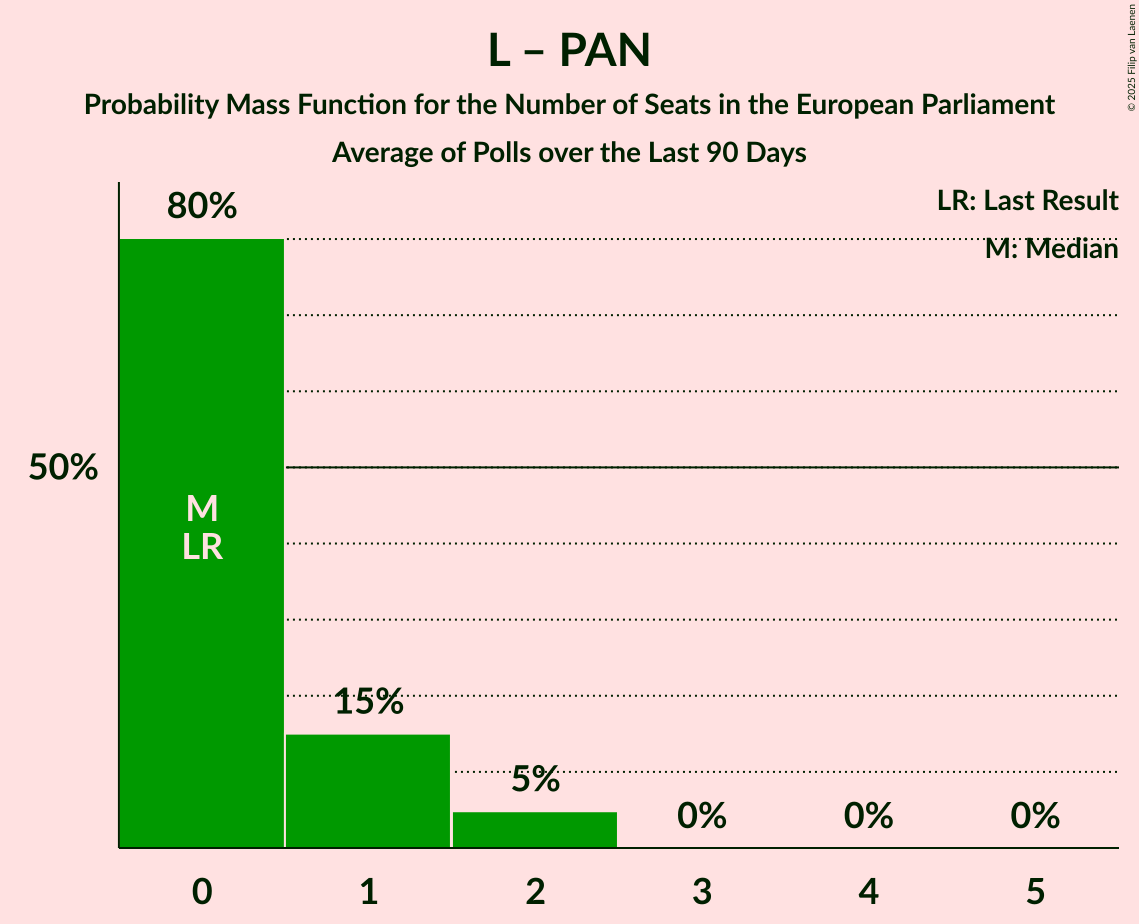 L – PAN
Probability Mass Function for the Number of Seats in the European Parliament
Average of Polls over the Last 90 Days
© 2025 Filip van Laenen
LR: Last Result
M: Median
80%
50%
M
LR
15%
5%
0%
0%
0%
0
1
2
3
4
5